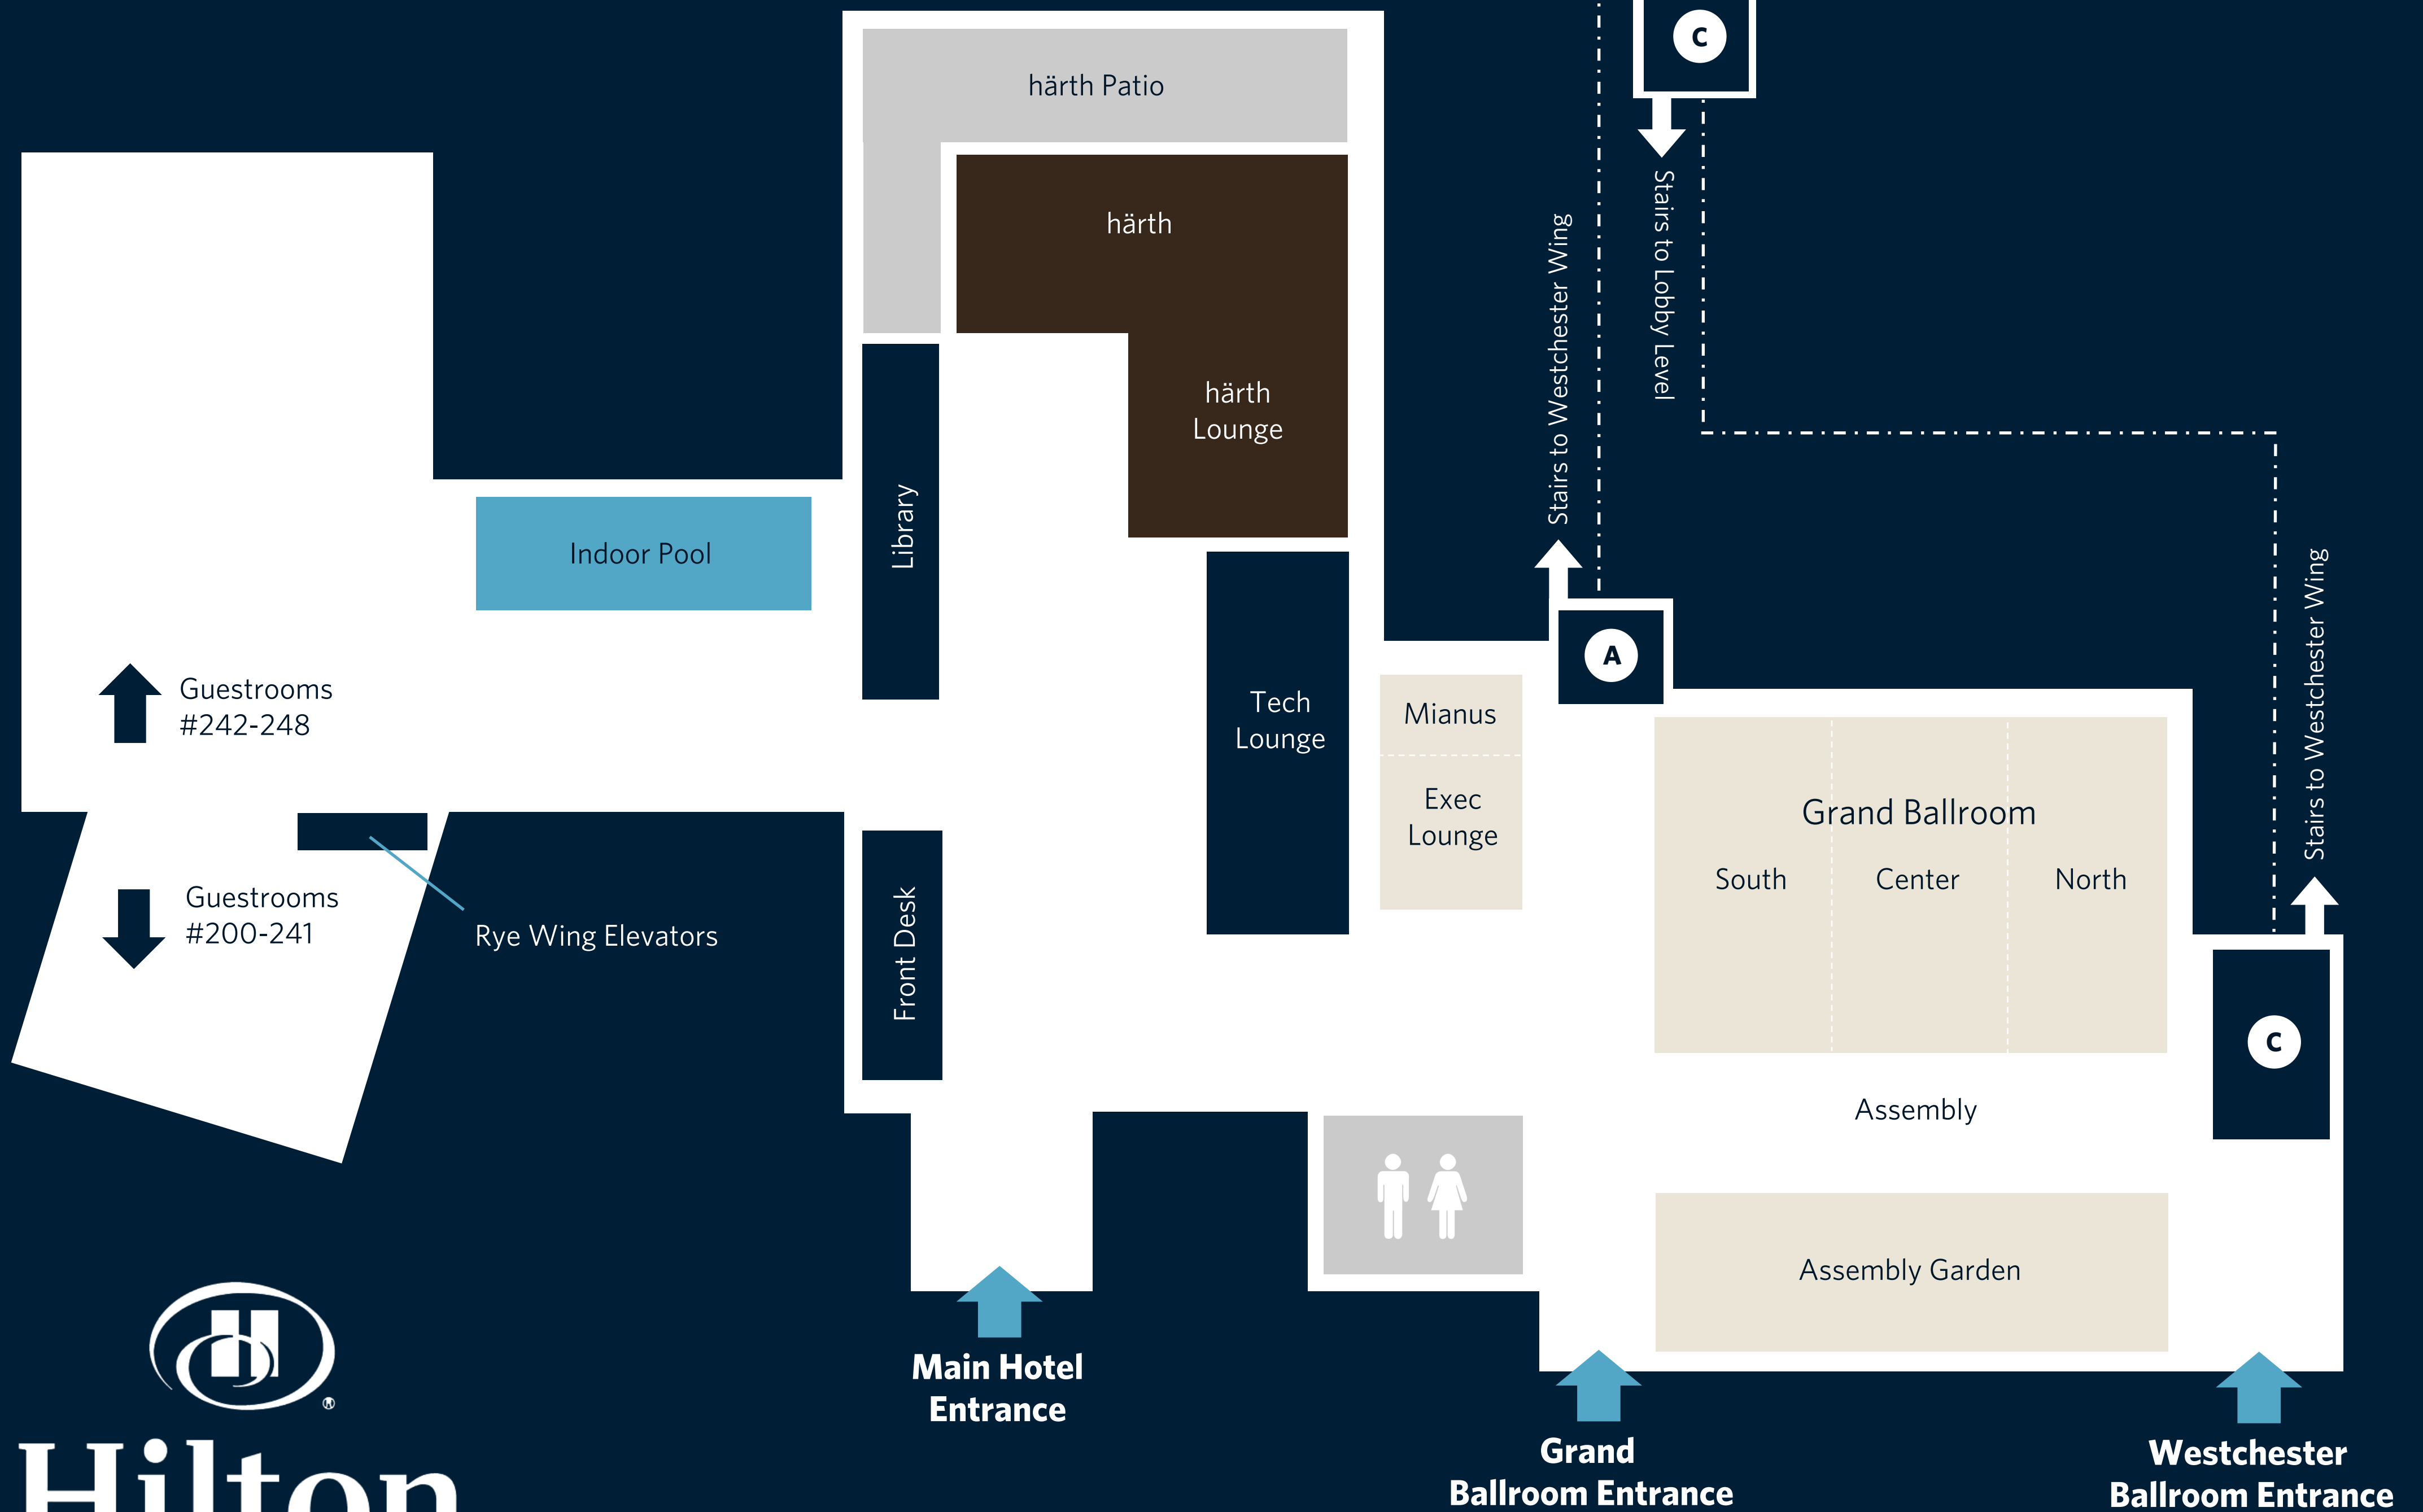 C
härth Patio
Stairs to Lobby Level
härth
Stairs to Westchester Wing
härth
Lounge
Library
Indoor Pool
A
Stairs to Westchester Wing
Guestrooms
#242-248
Tech
Lounge
Mianus
Exec
Lounge
Grand Ballroom
South
Center
North
Guestrooms
#200-241
Rye Wing Elevators
Front Desk
C
Assembly
Assembly Garden
H
®
Main Hotel
Entrance
Hilton
Grand
Ballroom Entrance
Westchester
Ballroom Entrance